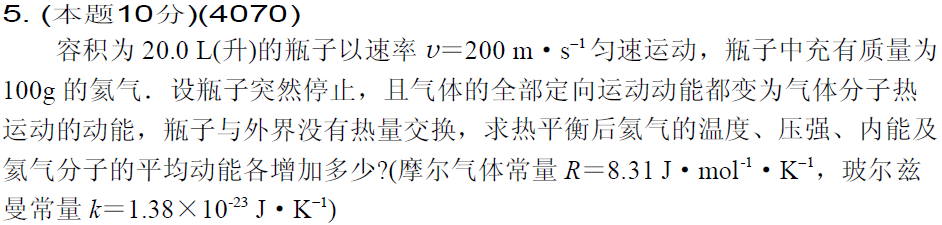 5. (本题10分)(4070)
容积为 20.0 L(升)的瓶子以速率 υ=200 m·s⁻¹匀速运动，瓶子中充有质量为
100g 的氦气．设瓶子突然停止，且气体的全部定向运动动能都变为气体分子热
运动的动能，瓶子与外界没有热量交换，求热平衡后氦气的温度、压强、内能及
氦气分子的平均动能各增加多少?(摩尔气体常量 R=8.31 J·mol⁻¹·K⁻¹，玻尔兹
曼常量 k=1.38×10⁻²³ J·K⁻¹)